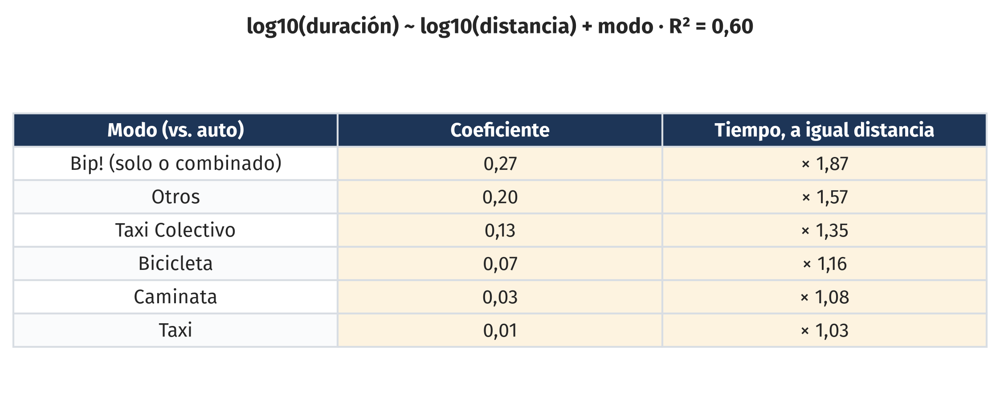 log10(duración) ~ log10(distancia) + modo · R² = 0,60
Modo (vs. auto) Coeficiente Tiempo, a igual distancia
Bip! (solo o combinado) 0,27 × 1,87
Otros 0,20 × 1,57
Taxi Colectivo 0,13 × 1,35
Bicicleta 0,07 × 1,16
Caminata 0,03 × 1,08
Taxi 0,01 × 1,03